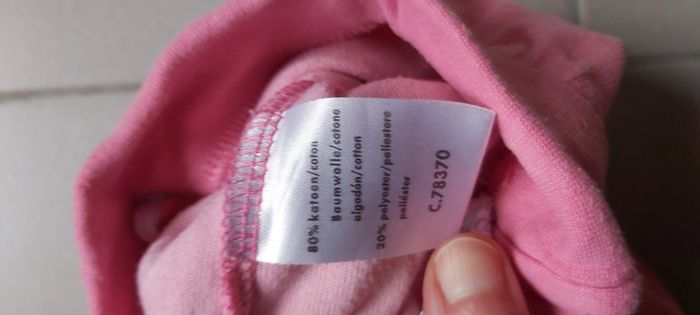 80% katoen/coton
Baumwolle/cotone
algodón/cotton
20% polyester/poliestere
poliéster
C.78370